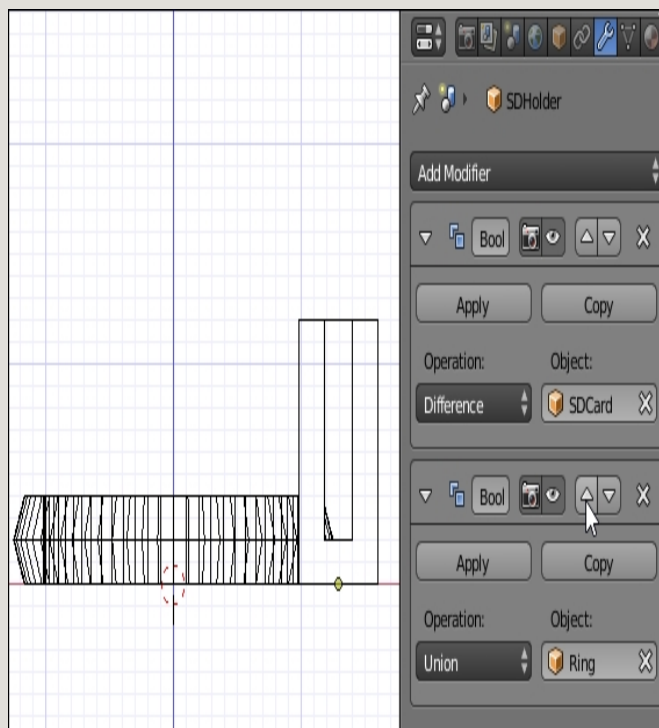 SDHolder
Add Modifier
Bool
Apply Copy
Operation: Object:
Difference SDCard
Bool
Apply Copy
Operation: Object:
Union Ring